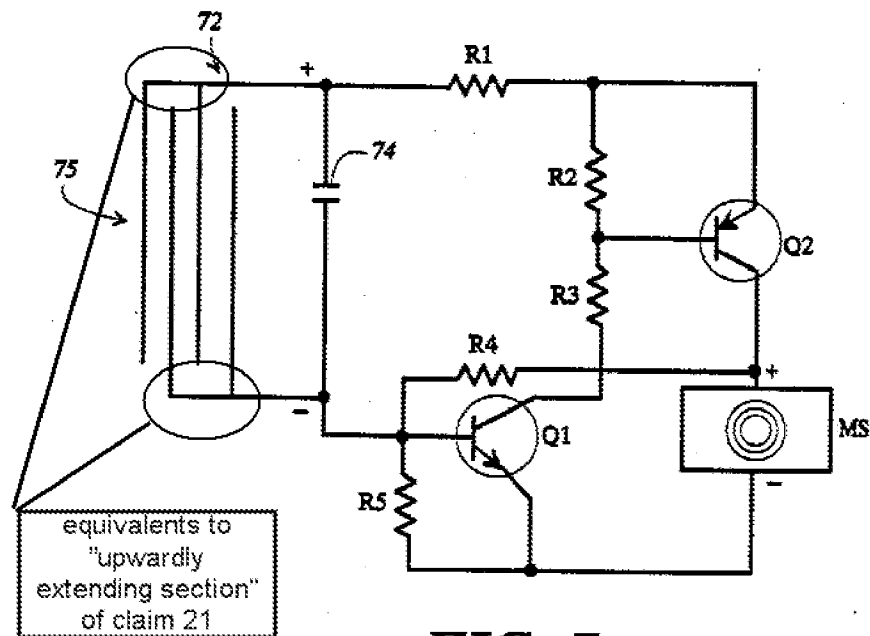 72
+
R1
75
74
R2
Q2
R3
R4
+
-
Q1
MS
R5
-
equivalents to
"upwardly
extending section"
of claim 21